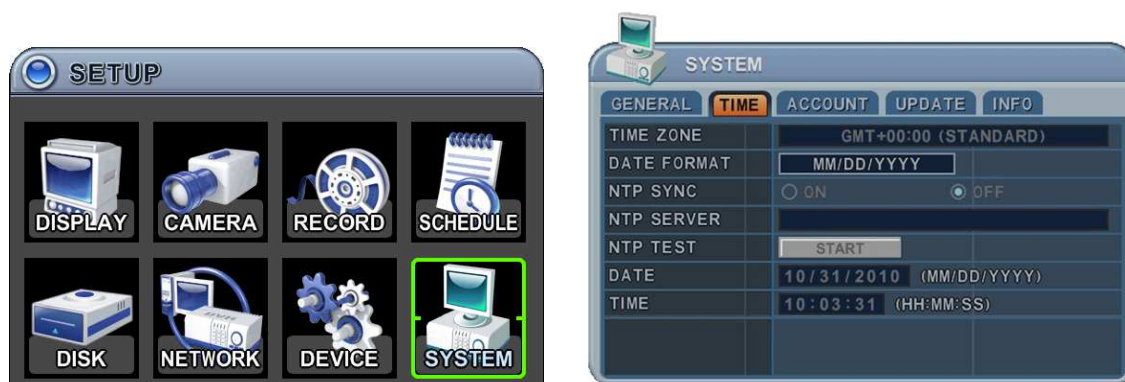 SETUP
DISPLAY CAMERA RECORD SCHEDULE
DISK NETWORK DEVICE SYSTEM
SYSTEM
GENERAL TIME ACCOUNT UPDATE INFO
TIME ZONE GMT+00:00 (STANDARD)
DATE FORMAT MM/DD/YYYY
NTP SYNC ON OFF
NTP SERVER
NTP TEST START
DATE 10/31/2010 (MM/DD/YYYY)
TIME 10:03:31 (HH:MM:SS)